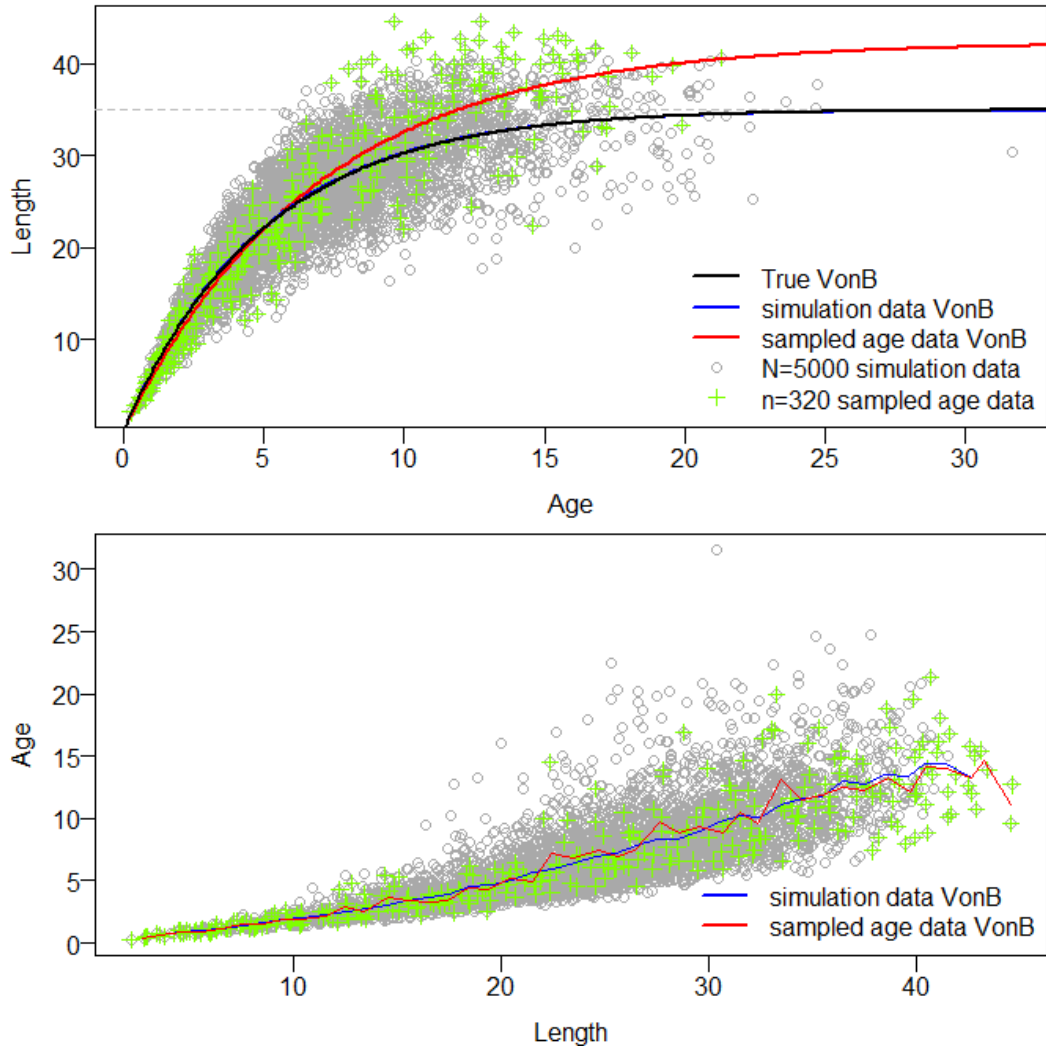 40
30
20
10
Length
True VonB
simulation data VonB
sampled age data VonB
N=5000 simulation data
n=320 sampled age data
0 5 10 15 20 25 30
Age
30
25
20
15
10
5
0
Age
simulation data VonB
sampled age data VonB
10 20 30 40
Length